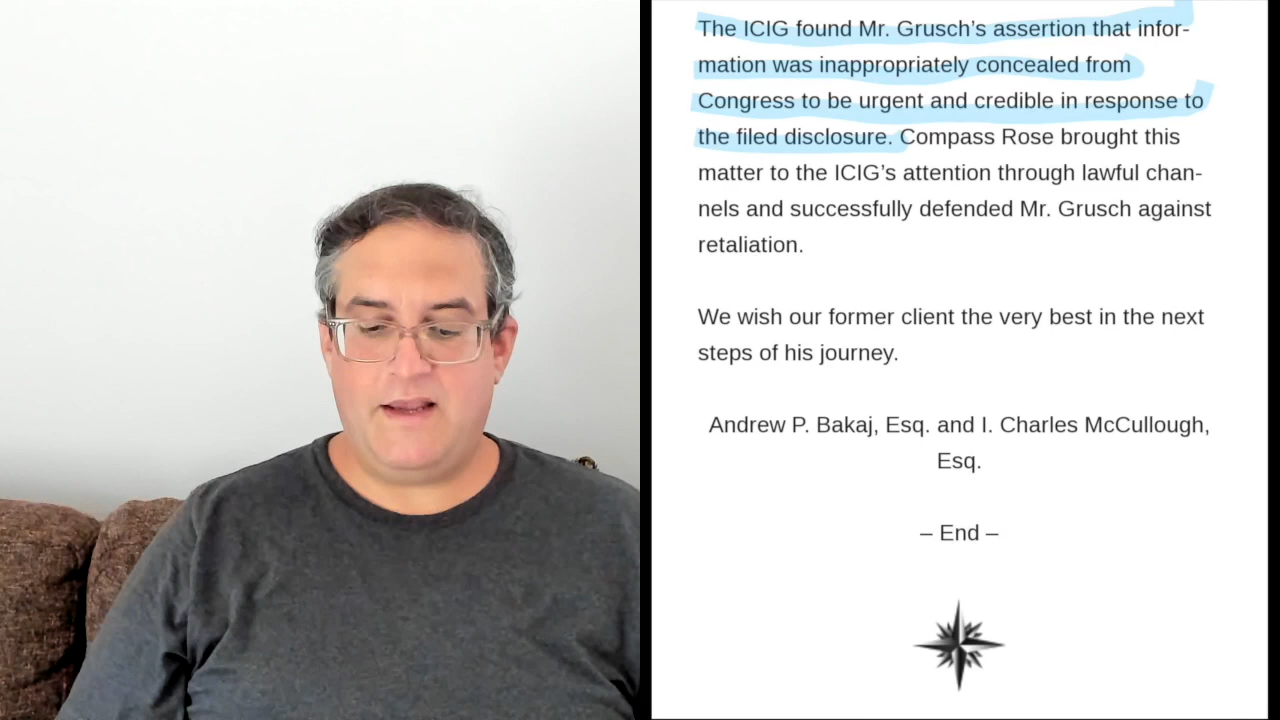 The ICIG found Mr. Grusch’s assertion that infor-
mation was inappropriately concealed from
Congress to be urgent and credible in response to
the filed disclosure. Compass Rose brought this
matter to the ICIG’s attention through lawful chan-
nels and successfully defended Mr. Grusch against
retaliation.
We wish our former client the very best in the next
steps of his journey.
Andrew P. Bakaj, Esq. and I. Charles McCullough,
Esq.
– End –